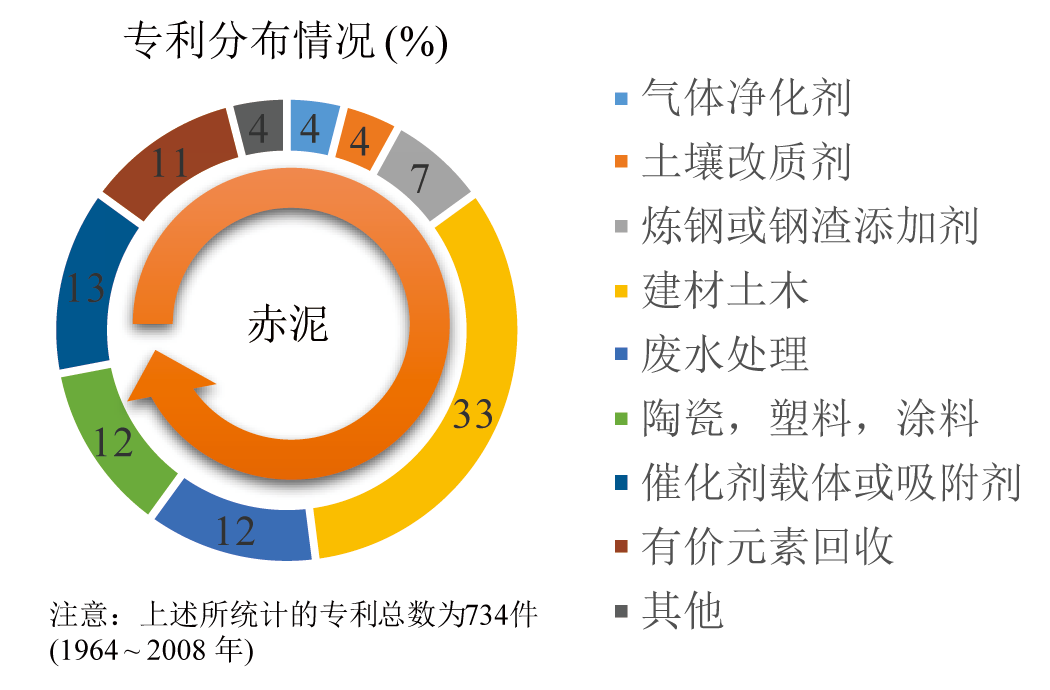 专利分布情况 (%)
4
4
7
33
12
12
13
11
4
赤泥
气体净化剂
土壤改质剂
炼钢或钢渣添加剂
建材土木
废水处理
陶瓷，塑料，涂料
催化剂载体或吸附剂
有价元素回收
其他
注意：上述所统计的专利总数为734件
(1964 ~ 2008 年)